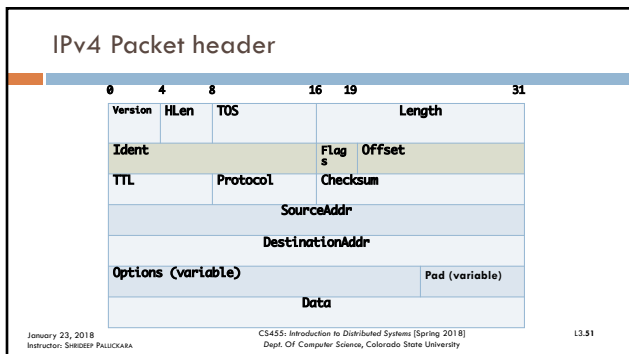 IPv4 Packet header
0 4 8 16 19 31
Version HLen TOS Length
Ident Flag s Offset
TTL Protocol Checksum
SourceAddr
DestinationAddr
Options (variable) Pad (variable)
Data
January 23, 2018
Instructor: SHRIDEEP PALLICKARA
CS455: Introduction to Distributed Systems [Spring 2018]
Dept. Of Computer Science, Colorado State University
L3.51